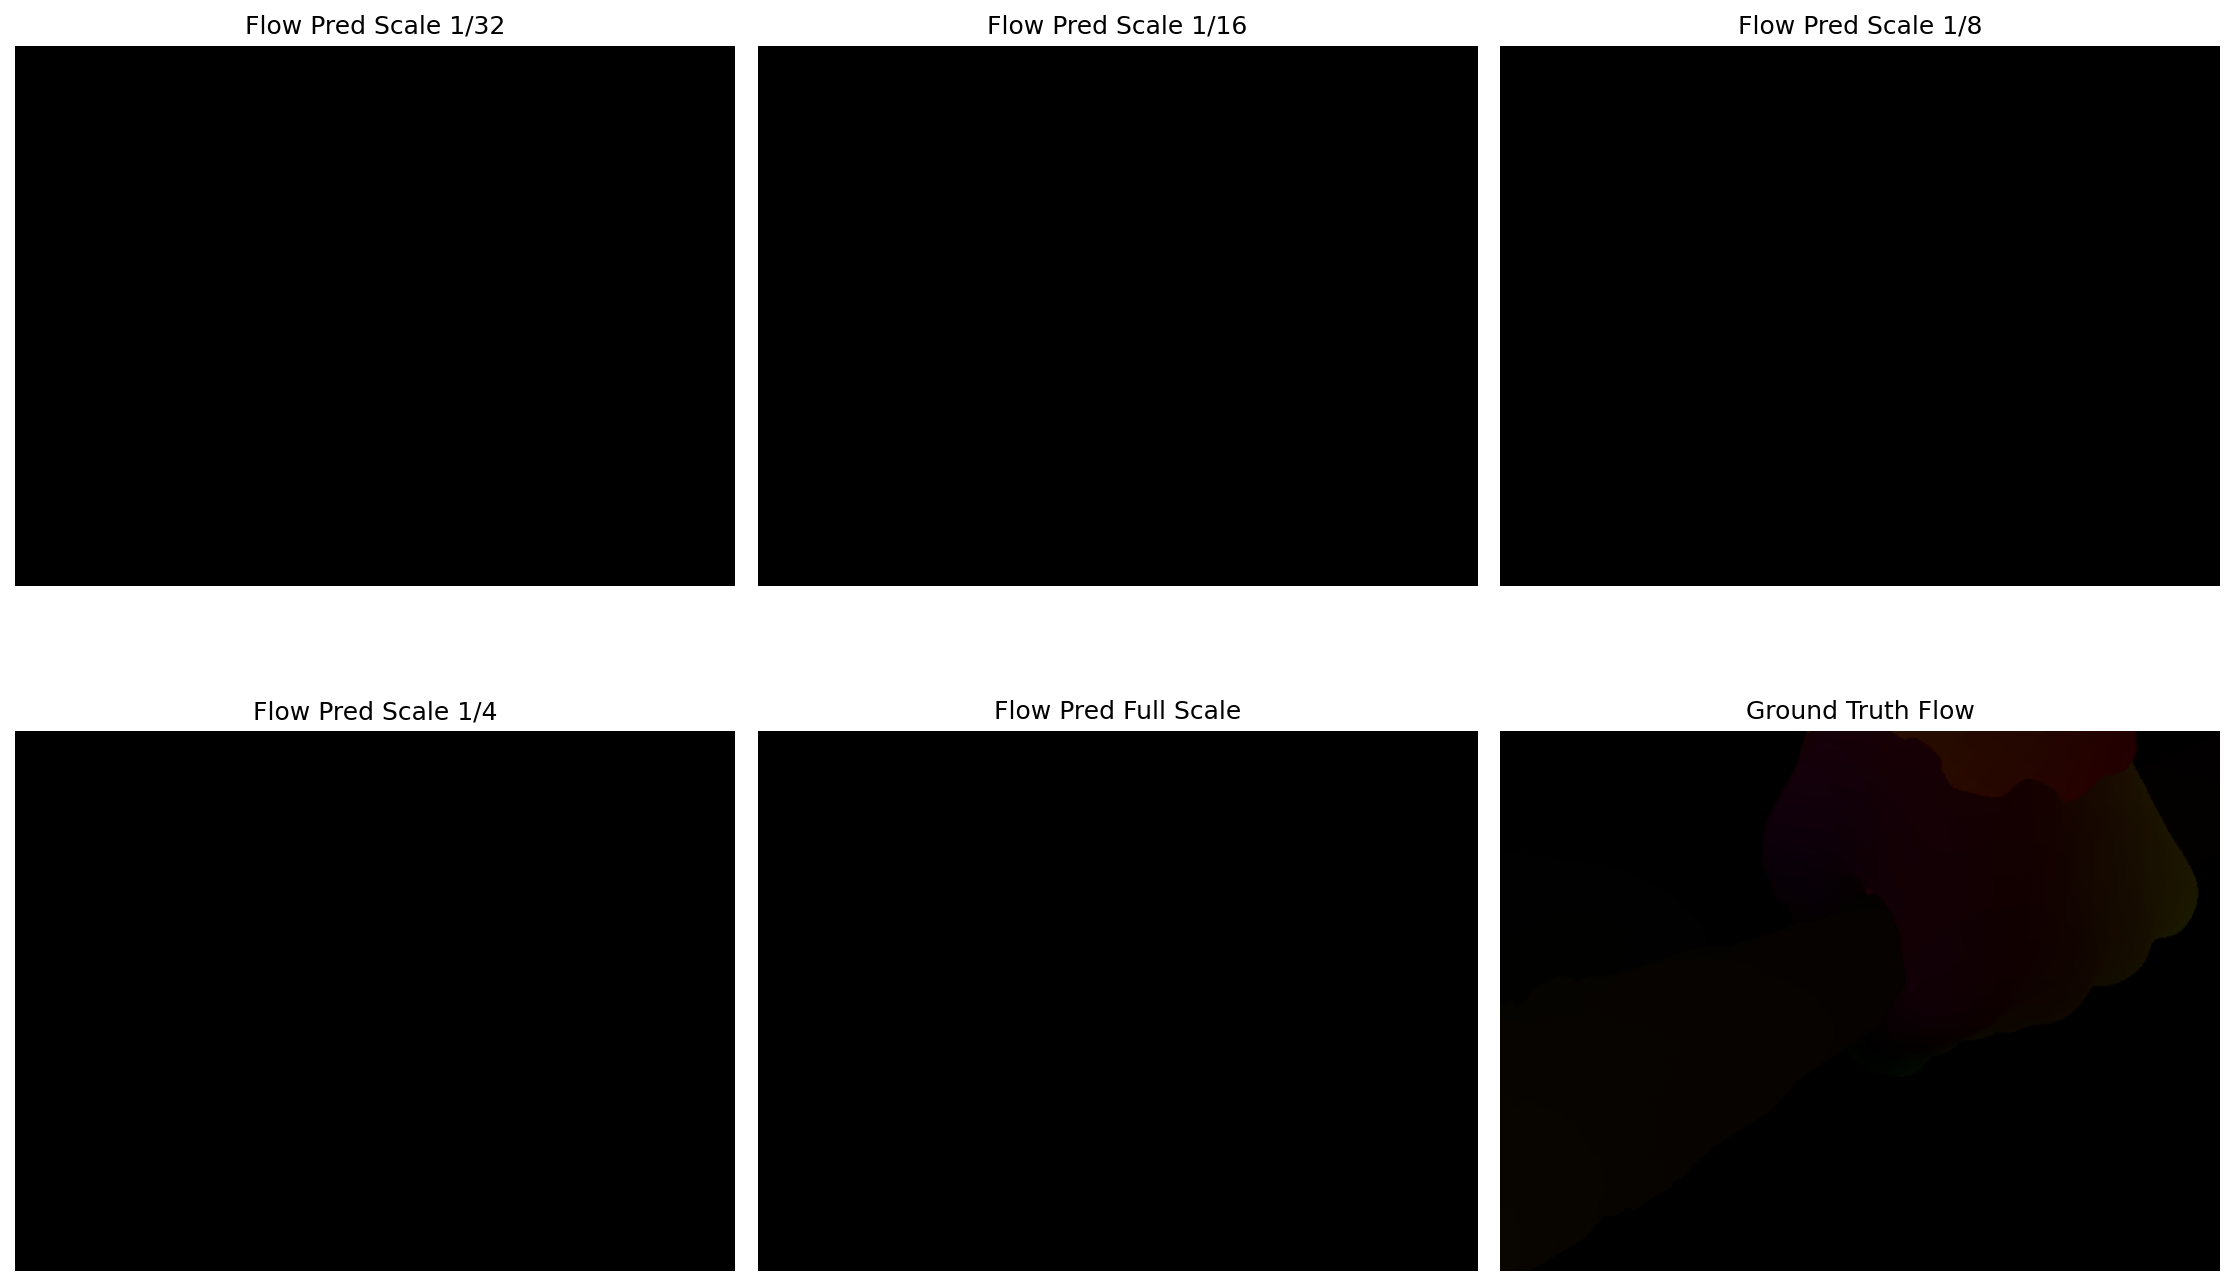 Flow Pred Scale 1/32
Flow Pred Scale 1/16
Flow Pred Scale 1/8
Flow Pred Scale 1/4
Flow Pred Full Scale
Ground Truth Flow